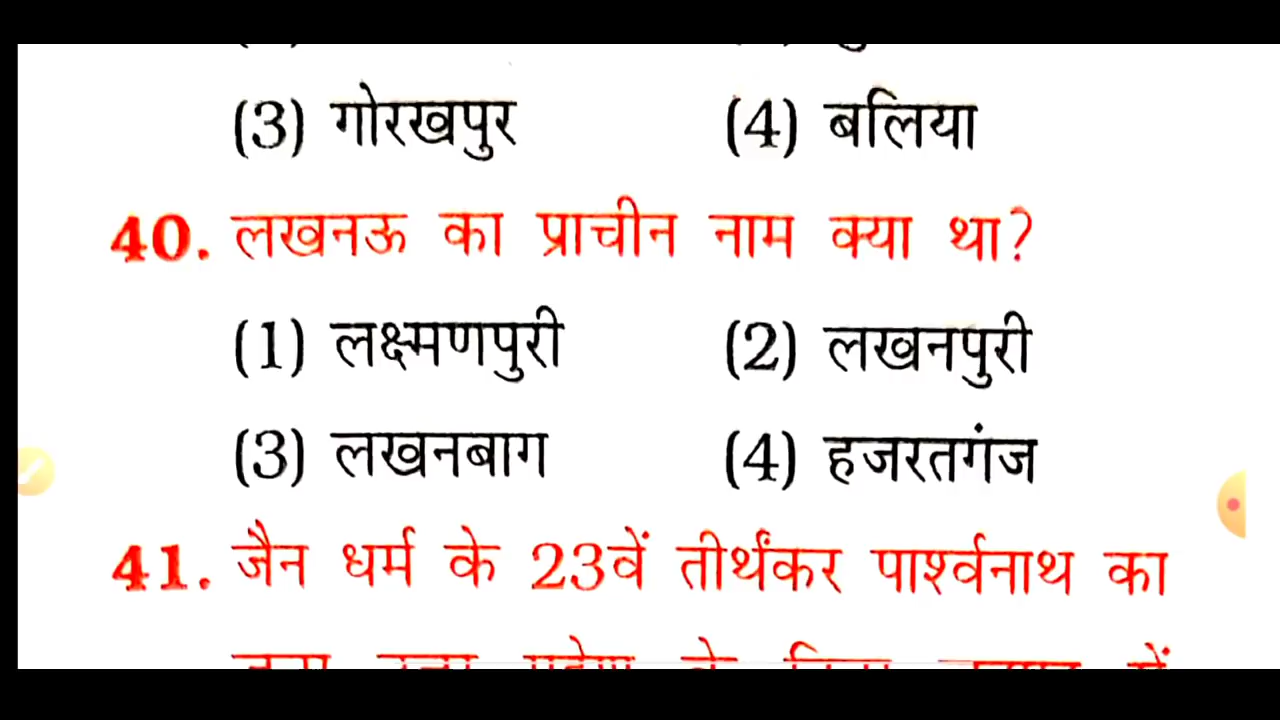 (3) गोरखपुर (4) बलिया
40. लखनऊ का प्राचीन नाम क्या था?
(1) लक्ष्मणपुरी (2) लखनपुरी
(3) लखनबाग (4) हजरतगंज
41. जैन धर्म के 23वें तीर्थंकर पार्श्वनाथ का